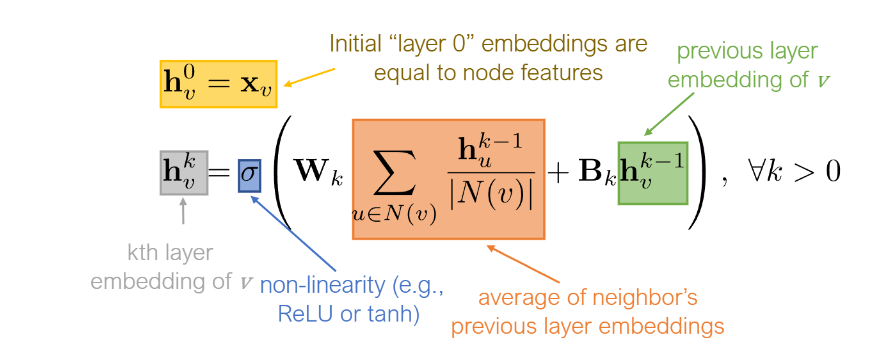 Initial “layer 0” embeddings are
equal to node features
previous layer
embedding of v
h_v^0 = x_v
h_v^k = σ ( W_k ∑_{u∈N(v)} h_u^{k-1} / |N(v)| + B_k h_v^{k-1} ) , ∀k > 0
kth layer
embedding of v
non-linearity (e.g.,
ReLU or tanh)
average of neighbor’s
previous layer embeddings